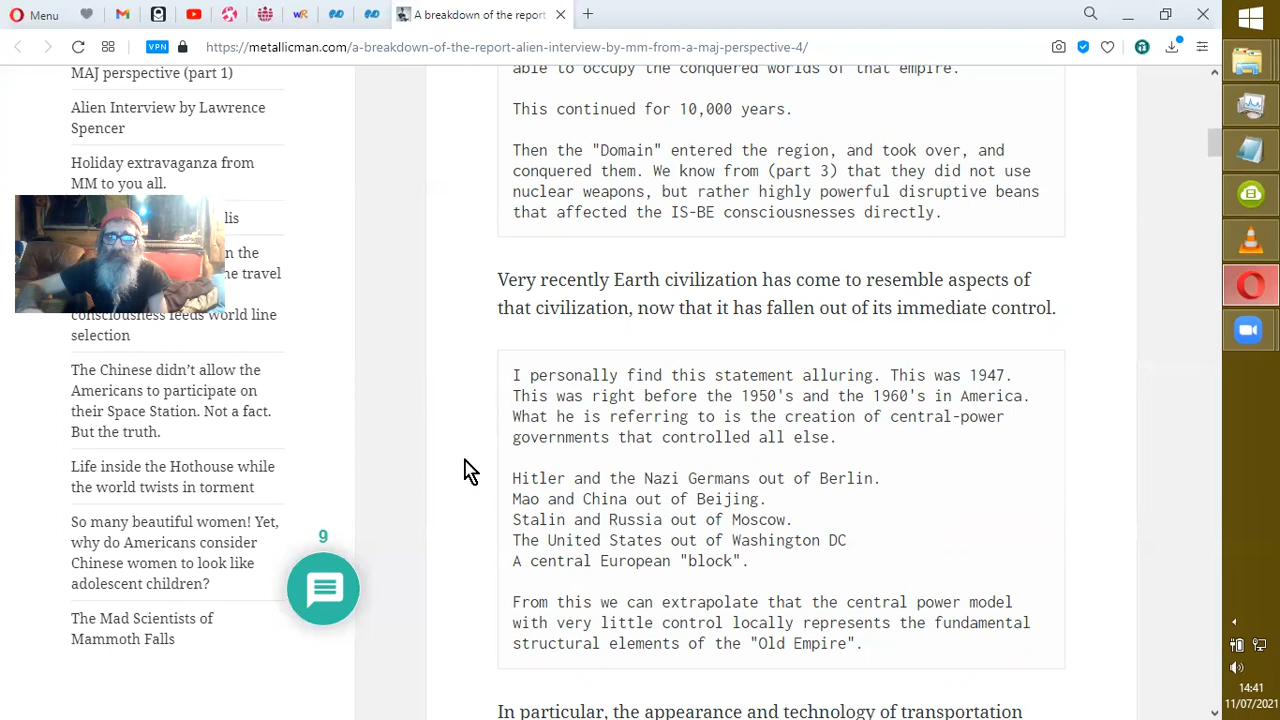 Menu
wR
A breakdown of the report
VPN
https://metallicman.com/a-breakdown-of-the-report-alien-interview-by-mm-from-a-maj-perspective-4/
MAJ perspective (part 1)
Alien Interview by Lawrence
Spencer
Holiday extravaganza from
MM to you all.
lis
n the
ne travel
consciousness feeds world line
selection
The Chinese didn't allow the
Americans to participate on
their Space Station. Not a fact.
But the truth.
Life inside the Hothouse while
the world twists in torment
So many beautiful women! Yet,
why do Americans consider
Chinese women to look like
adolescent children?
The Mad Scientists of
Mammoth Falls
9
able to occupy the conquered worlds of that empire.
This continued for 10,000 years.
Then the "Domain" entered the region, and took over, and
conquered them. We know from (part 3) that they did not use
nuclear weapons, but rather highly powerful disruptive beans
that affected the IS-BE consciousnesses directly.
Very recently Earth civilization has come to resemble aspects of
that civilization, now that it has fallen out of its immediate control.
I personally find this statement alluring. This was 1947.
This was right before the 1950's and the 1960's in America.
What he is referring to is the creation of central-power
governments that controlled all else.
Hitler and the Nazi Germans out of Berlin.
Mao and China out of Beijing.
Stalin and Russia out of Moscow.
The United States out of Washington DC
A central European "block".
From this we can extrapolate that the central power model
with very little control locally represents the fundamental
structural elements of the "Old Empire".
In particular, the appearance and technology of transportation
14:41
11/07/2021